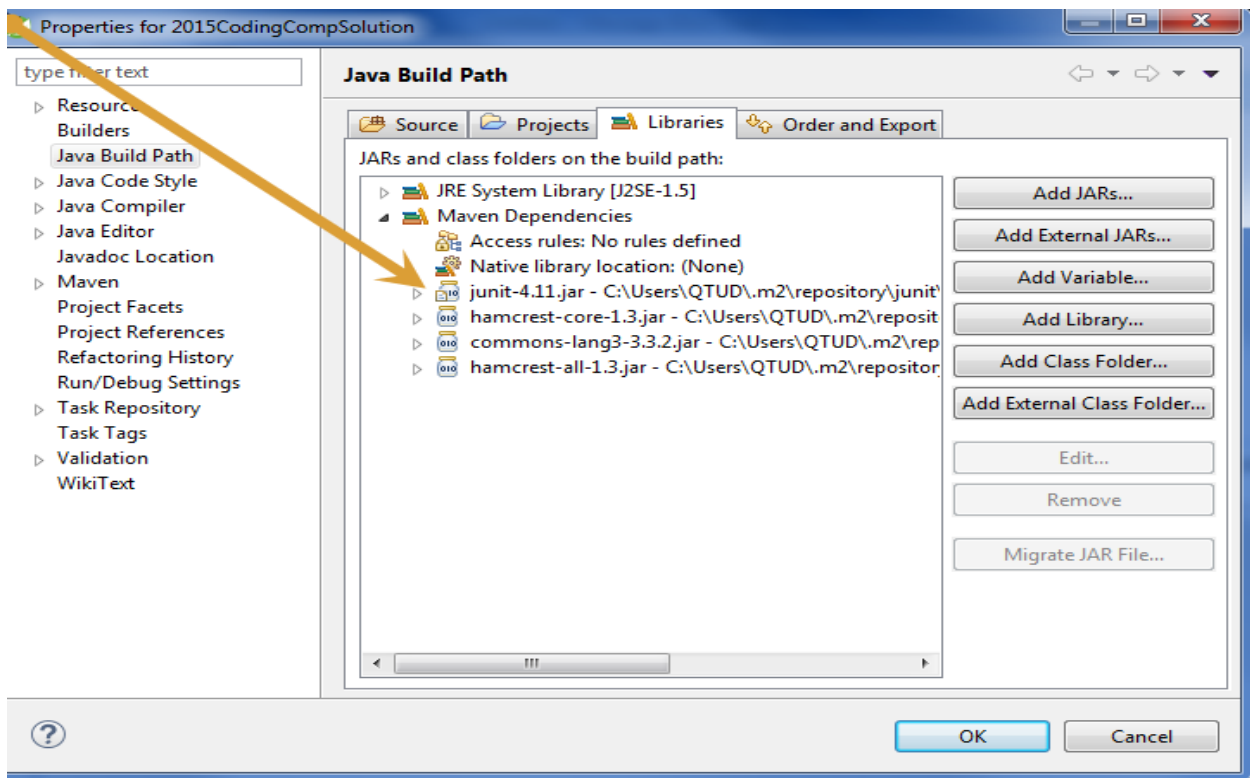 Properties for 2015CodingCompSolution
type filter text
Resource
Builders
Java Build Path
Java Code Style
Java Compiler
Java Editor
Javadoc Location
Maven
Project Facets
Project References
Refactoring History
Run/Debug Settings
Task Repository
Task Tags
Validation
WikiText
Java Build Path
Source Projects Libraries Order and Export
JARs and class folders on the build path:
JRE System Library [J2SE-1.5]
Maven Dependencies
Access rules: No rules defined
Native library location: (None)
junit-4.11.jar - C:\Users\QTUD\.m2\repository\junit\
hamcrest-core-1.3.jar - C:\Users\QTUD\.m2\reposit
commons-lang3-3.3.2.jar - C:\Users\QTUD\.m2\rep
hamcrest-all-1.3.jar - C:\Users\QTUD\.m2\repositor
Add JARs...
Add External JARs...
Add Variable...
Add Library...
Add Class Folder...
Add External Class Folder...
Edit...
Remove
Migrate JAR File...
OK
Cancel